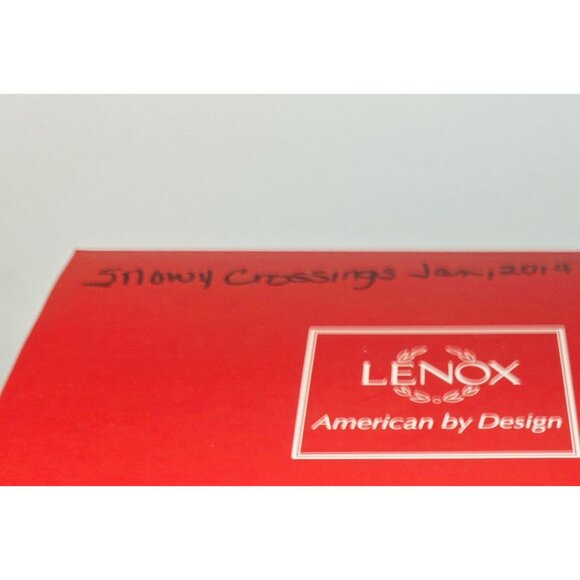 Snowy Crossings Jan, 2014
LENOX
American by Design